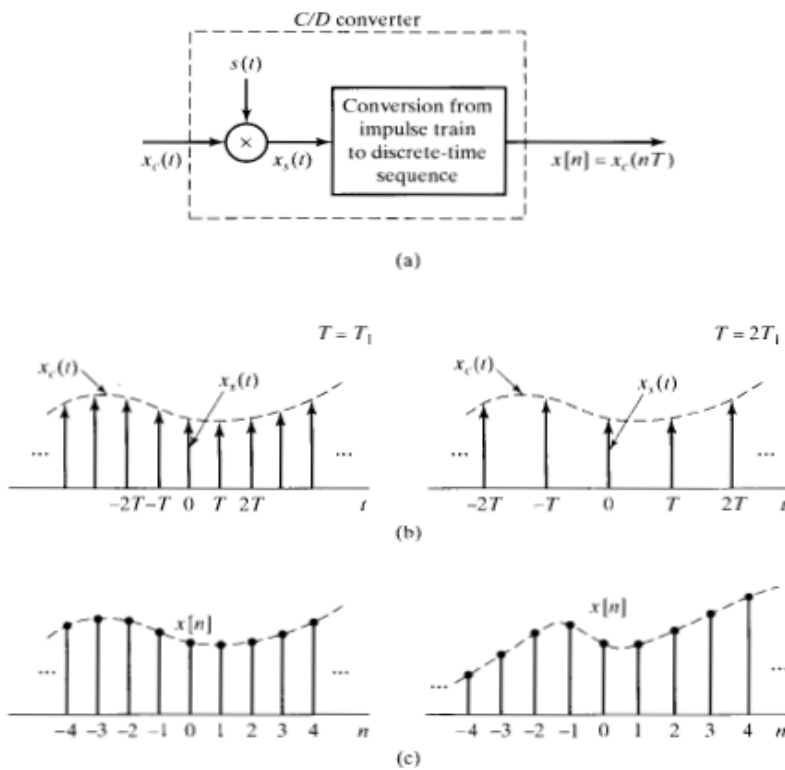 C/D converter
s(t)
×
Conversion from
impulse train
to discrete-time
sequence
x_c(t)
x_s(t)
x[n] = x_c(nT)
(a)
T = T_1
x_c(t)
x_s(t)
... ...
-2T -T 0 T 2T t
T = 2T_1
x_c(t)
x_s(t)
... ...
-2T -T 0 T 2T t
(b)
x[n]
... ...
-4 -3 -2 -1 0 1 2 3 4 n
x[n]
... ...
-4 -3 -2 -1 0 1 2 3 4 n
(c)